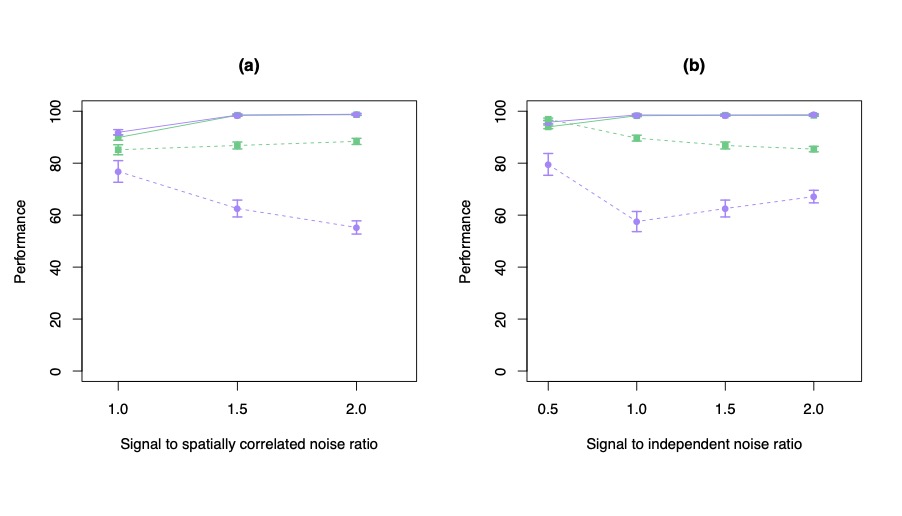 (a)
Performance
100
80
60
40
20
0
1.0 1.5 2.0
Signal to spatially correlated noise ratio
(b)
Performance
100
80
60
40
20
0
0.5 1.0 1.5 2.0
Signal to independent noise ratio